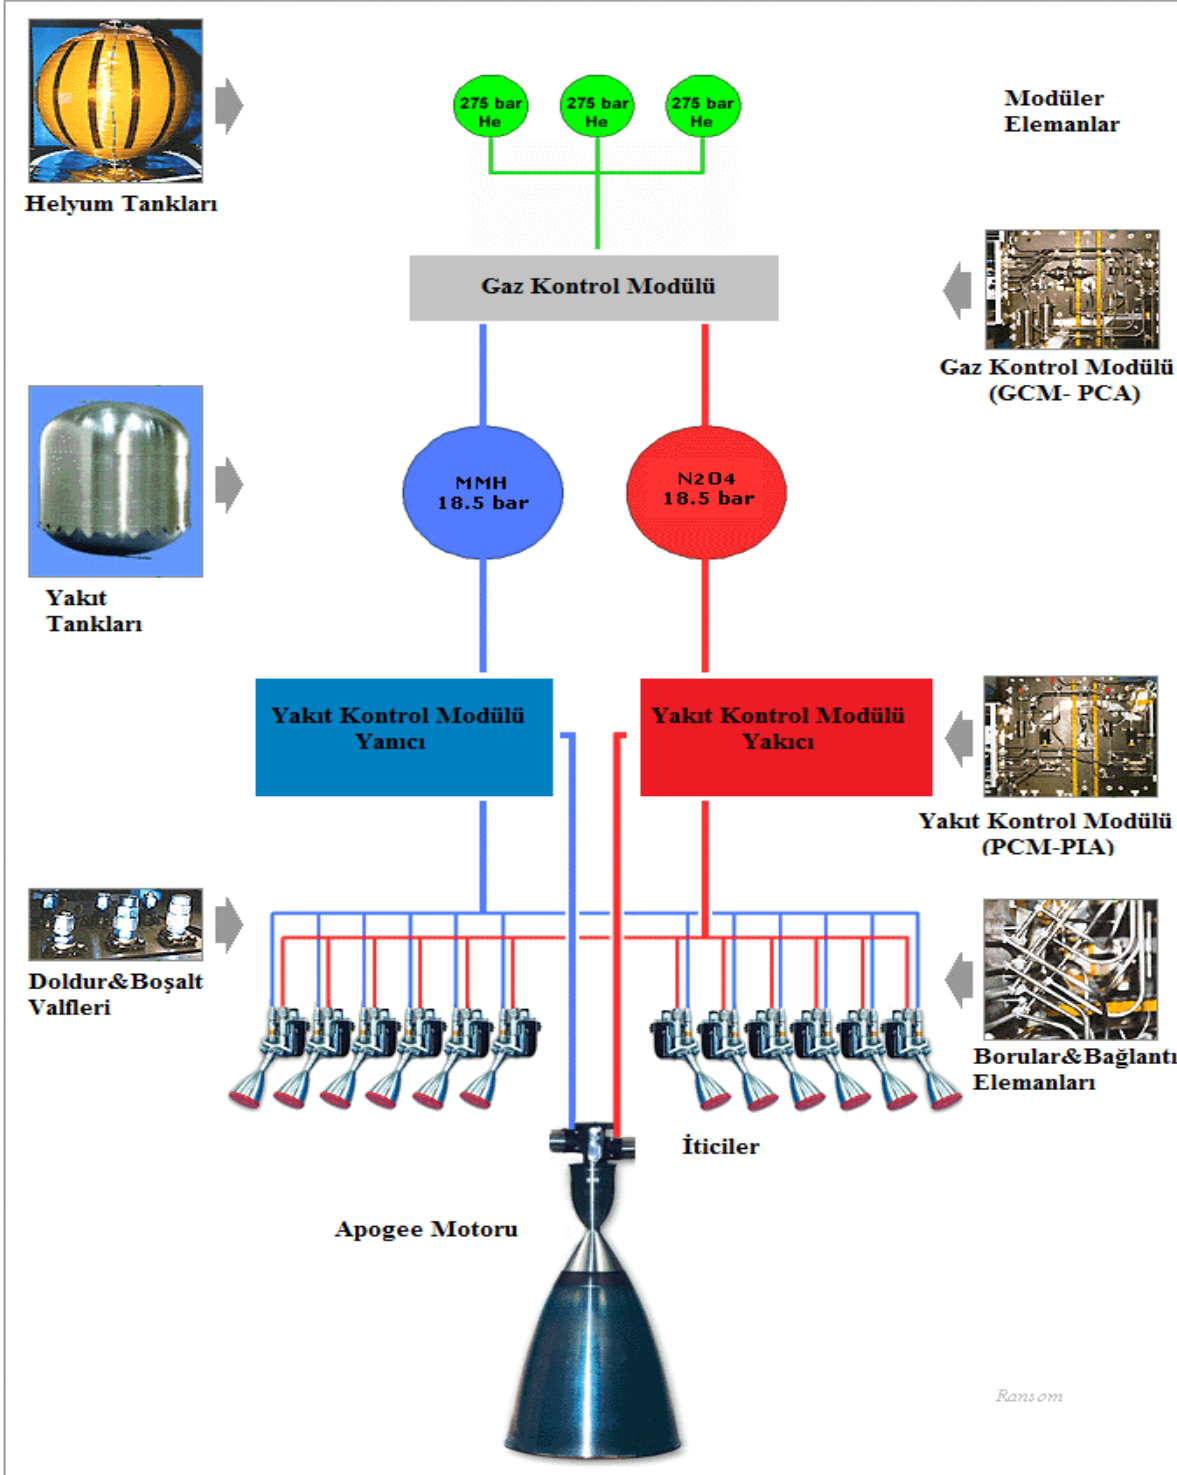 275 bar
He
275 bar
He
275 bar
He
Modüler
Elemanlar
Helyum Tankları
Gaz Kontrol Modülü
Gaz Kontrol Modülü
(GCM- PCA)
MMH
18.5 bar
N2O4
18.5 bar
Yakıt
Tankları
Yakıt Kontrol Modülü
Yanıcı
Yakıt Kontrol Modülü
Yakıcı
Yakıt Kontrol Modülü
(PCM-PIA)
Doldur&Boşalt
Valfleri
Borular&Bağlantı
Elemanları
İticiler
Apogee Motoru
Ransom